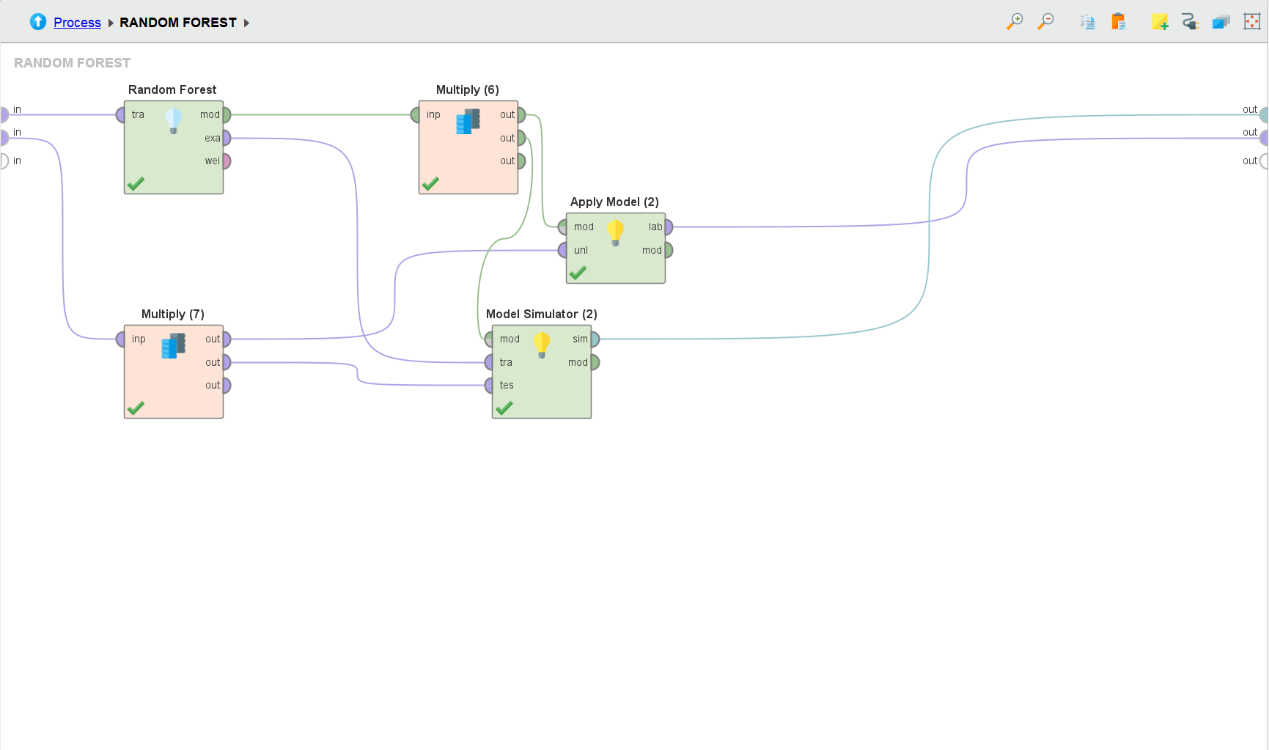 Process RANDOM FOREST
RANDOM FOREST
Random Forest
Multiply (6)
in
tra
mod
inp
out
out
in
exa
out
out
in
wei
out
out
Apply Model (2)
mod
lab
unl
mod
Multiply (7)
Model Simulator (2)
inp
out
mod
sim
out
tra
mod
out
tes